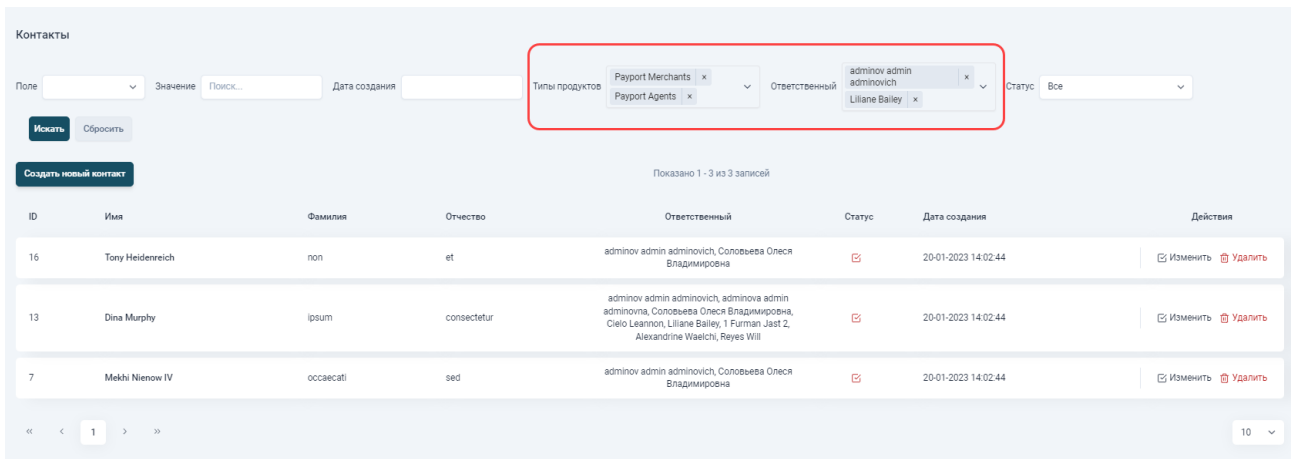 Контакты
Поле
Значение Поиск...
Дата создания
Типы продуктов
Payport Merchants ×
Payport Agents ×
Ответственный
adminov admin
adminovich ×
Liliane Bailey ×
Статус Все
Искать Сбросить
Создать новый контакт
Показано 1 - 3 из 3 записей
ID Имя Фамилия Отчество Ответственный Статус Дата создания Действия
16 Tony Heidenreich non et adminov admin adminovich, Соловьева Олеся
Владимировна
20-01-2023 14:02:44 Изменить Удалить
13 Dina Murphy ipsum consectetur adminov admin adminovich, adminova admin
adminovna, Соловьева Олеся Владимировна,
Cielo Leannon, Liliane Bailey, 1 Furman Jast 2,
Alexandrine Waelchi, Reyes Will
20-01-2023 14:02:44 Изменить Удалить
7 Mekhi Nienow IV occaecati sed adminov admin adminovich, Соловьева Олеся
Владимировна
20-01-2023 14:02:44 Изменить Удалить
« ‹ 1 › »
10